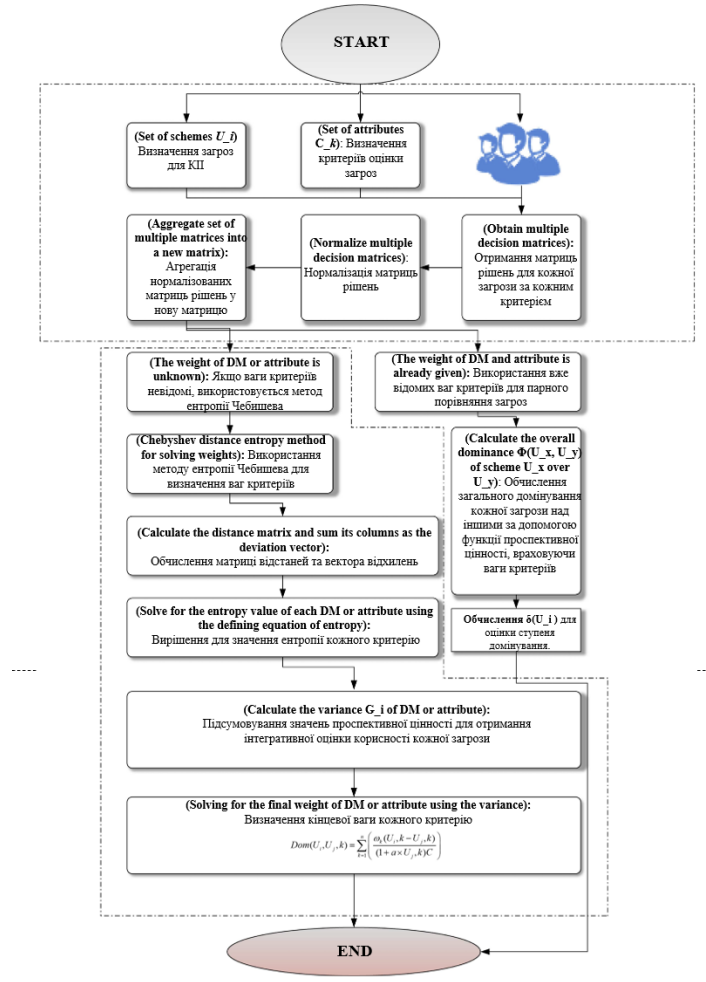 START
(Set of schemes U_i)
Визначення загроз
для КІІ
(Set of attributes
C_k): Визначення
критеріїв оцінки
загроз
(Aggregate set of
multiple matrices into
a new matrix):
Агрегація
нормалізованих
матриць рішень у
нову матрицю
(Normalize multiple
decision matrices):
Нормалізація матриць
рішень
(Obtain multiple
decision matrices):
Отримання матриць
рішень для кожної
загрози за кожним
критерієм
(The weight of DM or attribute is
unknown): Якщо ваги критеріїв
невідомі, використовується метод
ентропії Чебишева
(The weight of DM and attribute is
already given): Використання вже
відомих ваг критеріїв для парного
порівняння загроз
(Chebyshev distance entropy method
for solving weights): Використання
методу ентропії Чебишева для
визначення ваг критеріїв
(Calculate the overall
dominance Φ(U_x, U_y)
of scheme U_x over
U_y): Обчислення
загального домінування
кожної загрози над
іншими за допомогою
функції проспективної
цінності, враховуючи
ваги критеріїв
(Calculate the distance matrix and sum its columns as the
deviation vector):
Обчислення матриці відстаней та вектора відхилень
(Solve for the entropy value of each DM or attribute using
the defining equation of entropy):
Вирішення для значення ентропії кожного критерію
Обчислення δ(U_i ) для
оцінки ступеня
домінування.
(Calculate the variance G_i of DM or attribute):
Підсумовування значень проспективної цінності для отримання
інтегративної оцінки корисності кожної загрози
(Solving for the final weight of DM or attribute using the variance):
Визначення кінцевої ваги кожного критерію
Dom(U_i,U_j,k)=∑_{k=1}^{n}(ω_k(U_i,k−U_j,k)/(1+a×U_j,k)C)
END